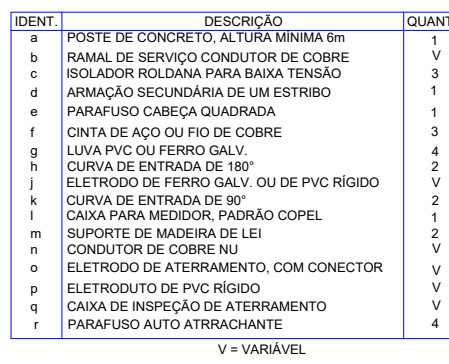 IDENT. DESCRIÇÃO QUANT
a POSTE DE CONCRETO, ALTURA MÍNIMA 6m 1
b RAMAL DE SERVIÇO CONDUTOR DE COBRE V
c ISOLADOR ROLDANA PARA BAIXA TENSÃO 3
d ARMAÇÃO SECUNDÁRIA DE UM ESTRIBO 1
e PARAFUSO CABEÇA QUADRADA 1
f CINTA DE AÇO OU FIO DE COBRE 3
g LUVA PVC OU FERRO GALV. 4
h CURVA DE ENTRADA DE 180° 2
j ELETRODO DE FERRO GALV. OU DE PVC RÍGIDO V
k CURVA DE ENTRADA DE 90° 2
l CAIXA PARA MEDIDOR, PADRÃO COPEL 1
m SUPORTE DE MADEIRA DE LEI 2
n CONDUTOR DE COBRE NU V
o ELETRODO DE ATERRAMENTO, COM CONECTOR V
p ELETRODUTO DE PVC RÍGIDO V
q CAIXA DE INSPEÇÃO DE ATERRAMENTO V
r PARAFUSO AUTO ATRRACHANTE 4
V = VARIÁVEL